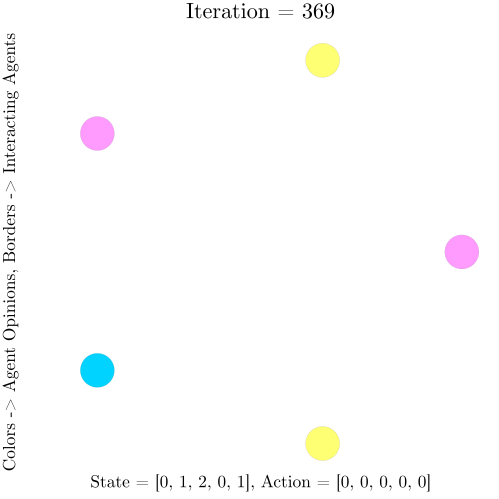 Iteration = 369
Colors -> Agent Opinions, Borders -> Interacting Agents
State = [0, 1, 2, 0, 1], Action = [0, 0, 0, 0, 0]